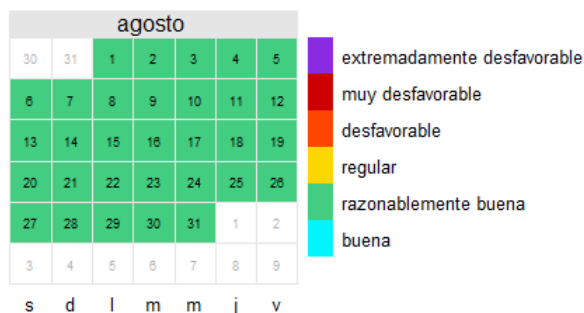 agosto
30 31 1 2 3 4 5
6 7 8 9 10 11 12
13 14 15 16 17 18 19
20 21 22 23 24 25 26
27 28 29 30 31 1 2
3 4 5 6 7 8 9
s d l m m j v
extremadamente desfavorable
muy desfavorable
desfavorable
regular
razonablemente buena
buena